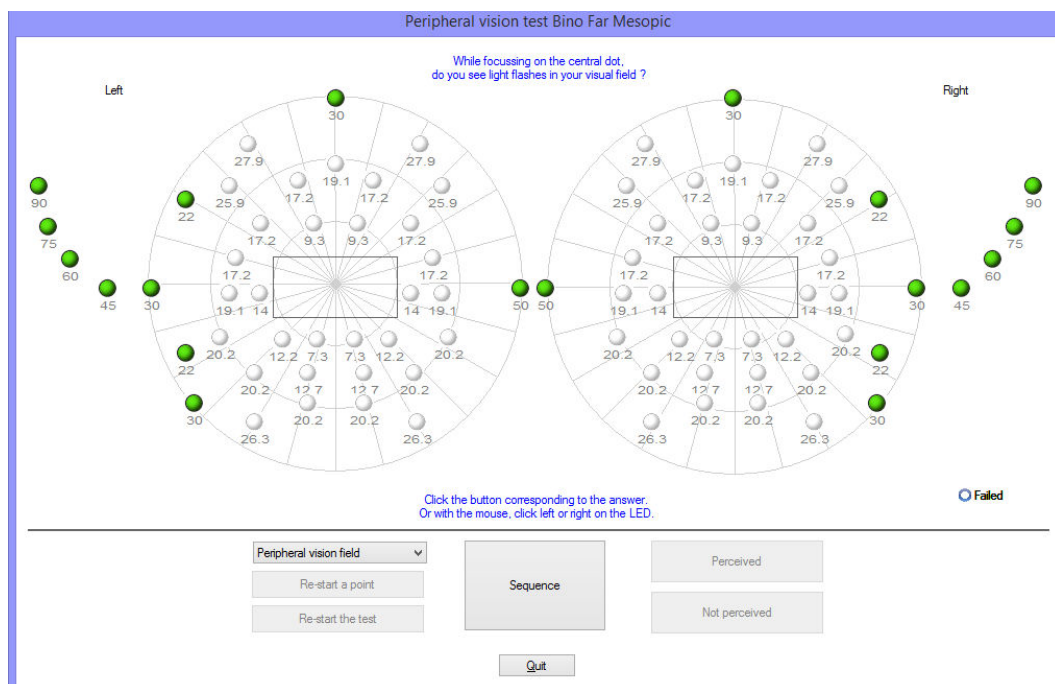 Peripheral vision test Bino Far Mesopic
While focussing on the central dot,
do you see light flashes in your visual field ?
Left Right
30 30
27.9 27.9 27.9 27.9
19.1 19.1
17.2 17.2 17.2 17.2
90 22 25.9 25.9 25.9 25.9 22 90
75 17.2 9.3 9.3 17.2 17.2 9.3 9.3 17.2 75
60 17.2 17.2 17.2 17.2 60
45 30 19.1 14 14 19.1 50 50 19.1 14 14 19.1 30 45
22 20.2 12.2 7.3 7.3 12.2 20.2 20.2 12.2 7.3 7.3 12.2 20.2 22
20.2 12.7 12.7 20.2 20.2 12.7 12.7 20.2
30 20.2 20.2 20.2 20.2 30
26.3 26.3 26.3 26.3
Click the button corresponding to the answer.
Or with the mouse, click left or right on the LED.
Failed
Peripheral vision field
Re-start a point
Re-start the test
Sequence
Perceived
Not perceived
Quit